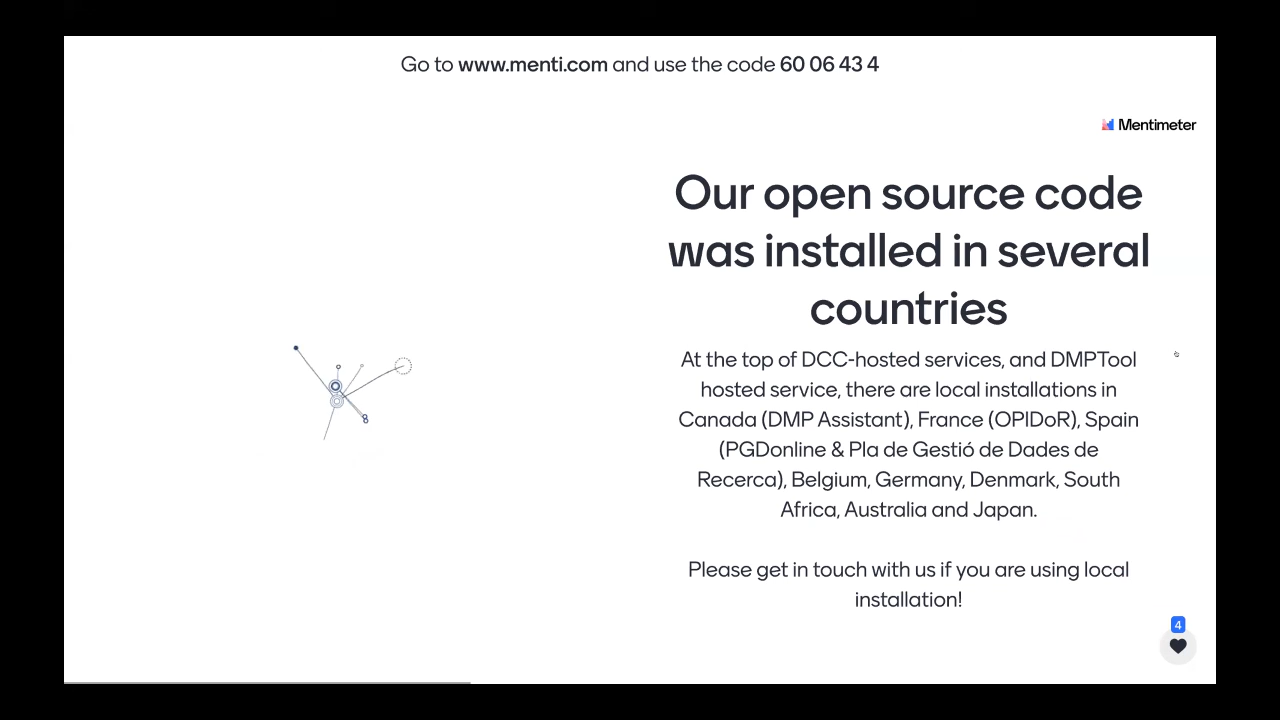 Go to www.menti.com and use the code 60 06 43 4
Mentimeter
Our open source code
was installed in several
countries
At the top of DCC-hosted services, and DMPTool
hosted service, there are local installations in
Canada (DMP Assistant), France (OPIDoR), Spain
(PGDonline & Pla de Gestió de Dades de
Recerca), Belgium, Germany, Denmark, South
Africa, Australia and Japan.
Please get in touch with us if you are using local
installation!
4